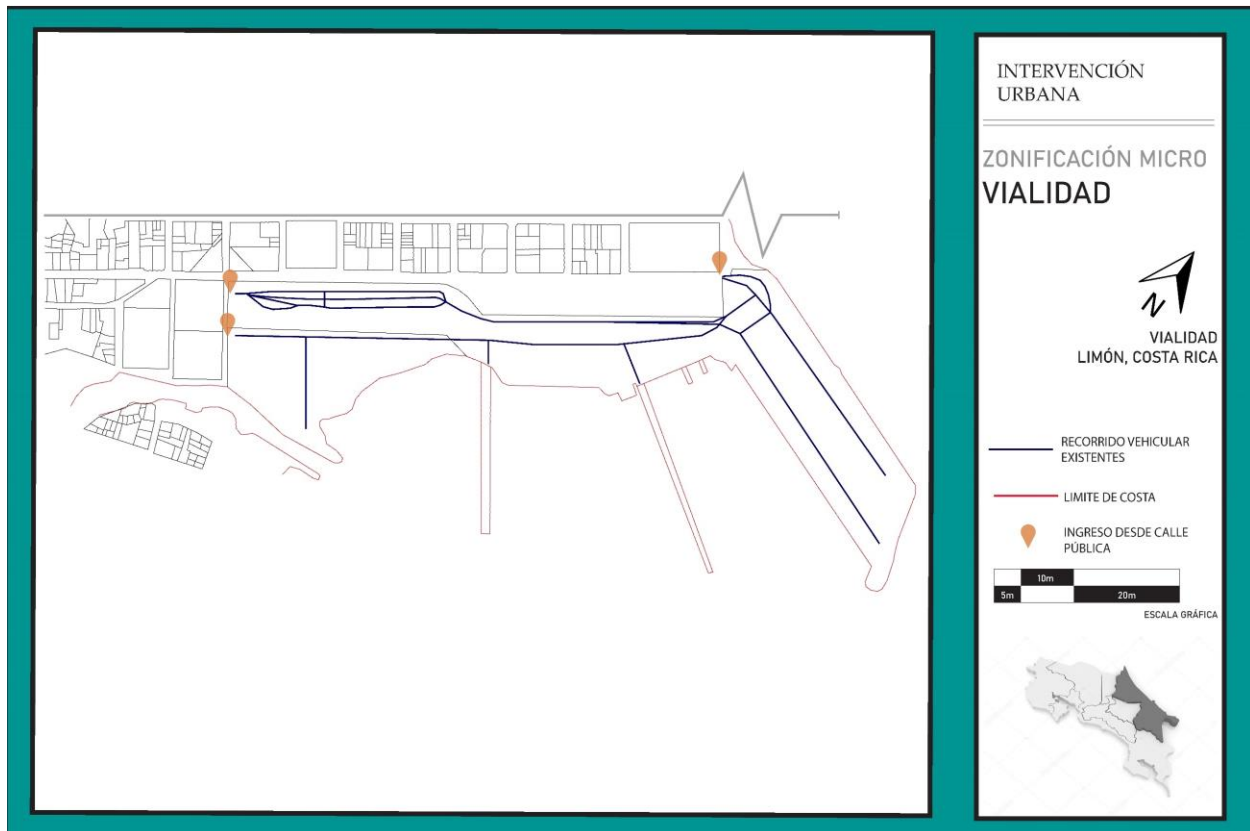 INTERVENCIÓN
URBANA
ZONIFICACIÓN MICRO
VIALIDAD
N
VIALIDAD
LIMÓN, COSTA RICA
RECORRIDO VEHICULAR
EXISTENTES
LIMITE DE COSTA
INGRESO DESDE CALLE
PÚBLICA
10m
5m
20m
ESCALA GRÁFICA